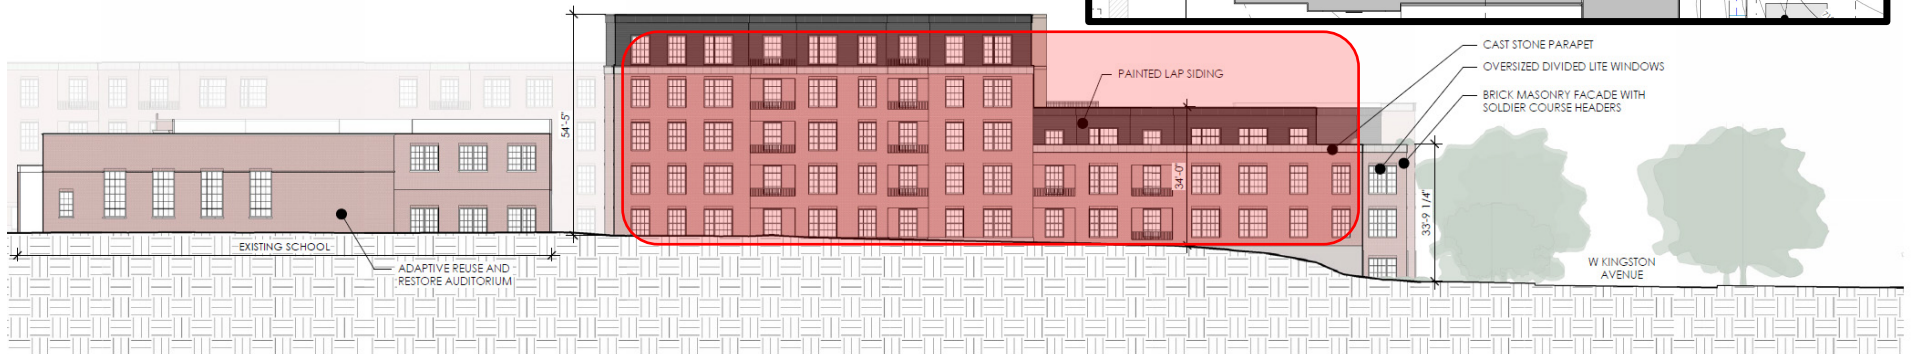 CAST STONE PARAPET
OVERSIZED DIVIDED LITE WINDOWS
PAINTED LAP SIDING
BRICK MASONRY FACADE WITH
SOLDIER COURSE HEADERS
54'-5"
34'-0"
33'-9 1/4"
EXISTING SCHOOL
ADAPTIVE REUSE AND
RESTORE AUDITORIUM
W KINGSTON
AVENUE